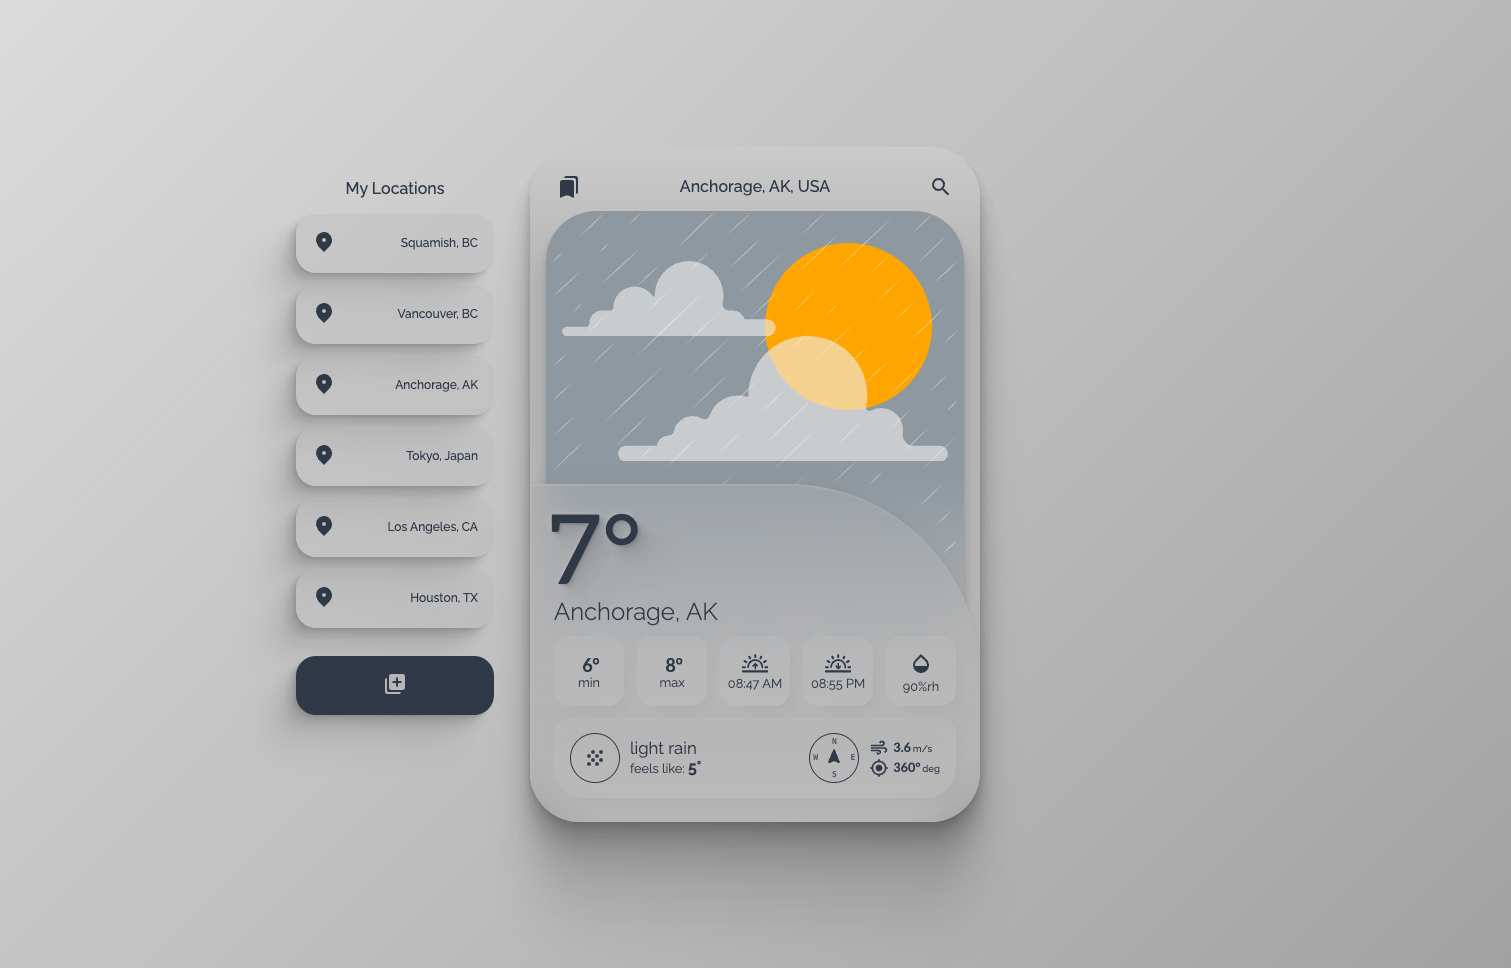 My Locations
Squamish, BC
Vancouver, BC
Anchorage, AK
Tokyo, Japan
Los Angeles, CA
Houston, TX
Anchorage, AK, USA
7°
Anchorage, AK
6°
min
8°
max
08:47 AM
08:55 PM
90%rh
light rain
feels like: 5°
N
W E
S
3.6 m/s
360° deg